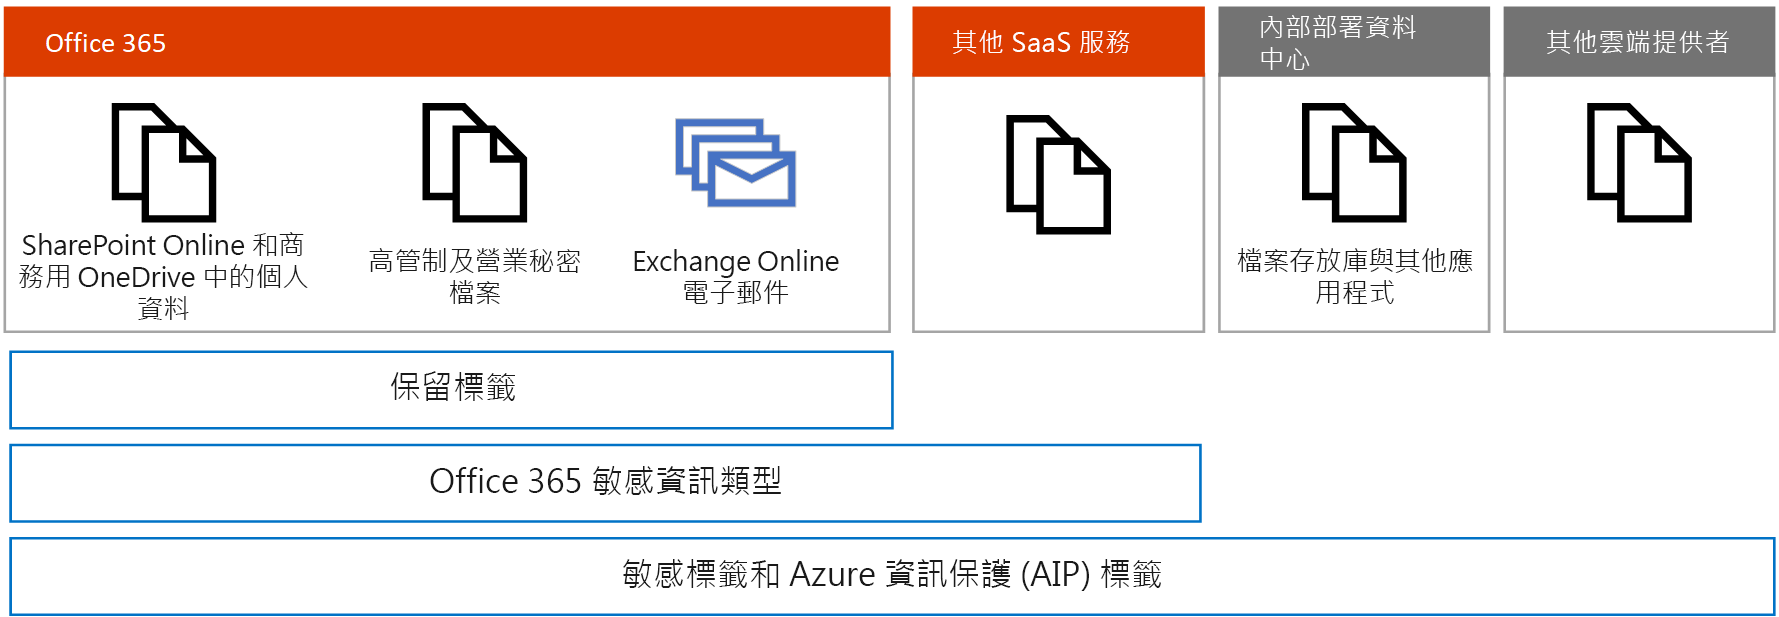 Office 365
其他 SaaS 服務
內部部署資料
中心
其他雲端提供者
SharePoint Online 和商
務用 OneDrive 中的個人
資料
高管制及營業秘密
檔案
Exchange Online
電子郵件
檔案存放庫與其他應
用程式
保留標籤
Office 365 敏感資訊類型
敏感標籤和 Azure 資訊保護 (AIP) 標籤